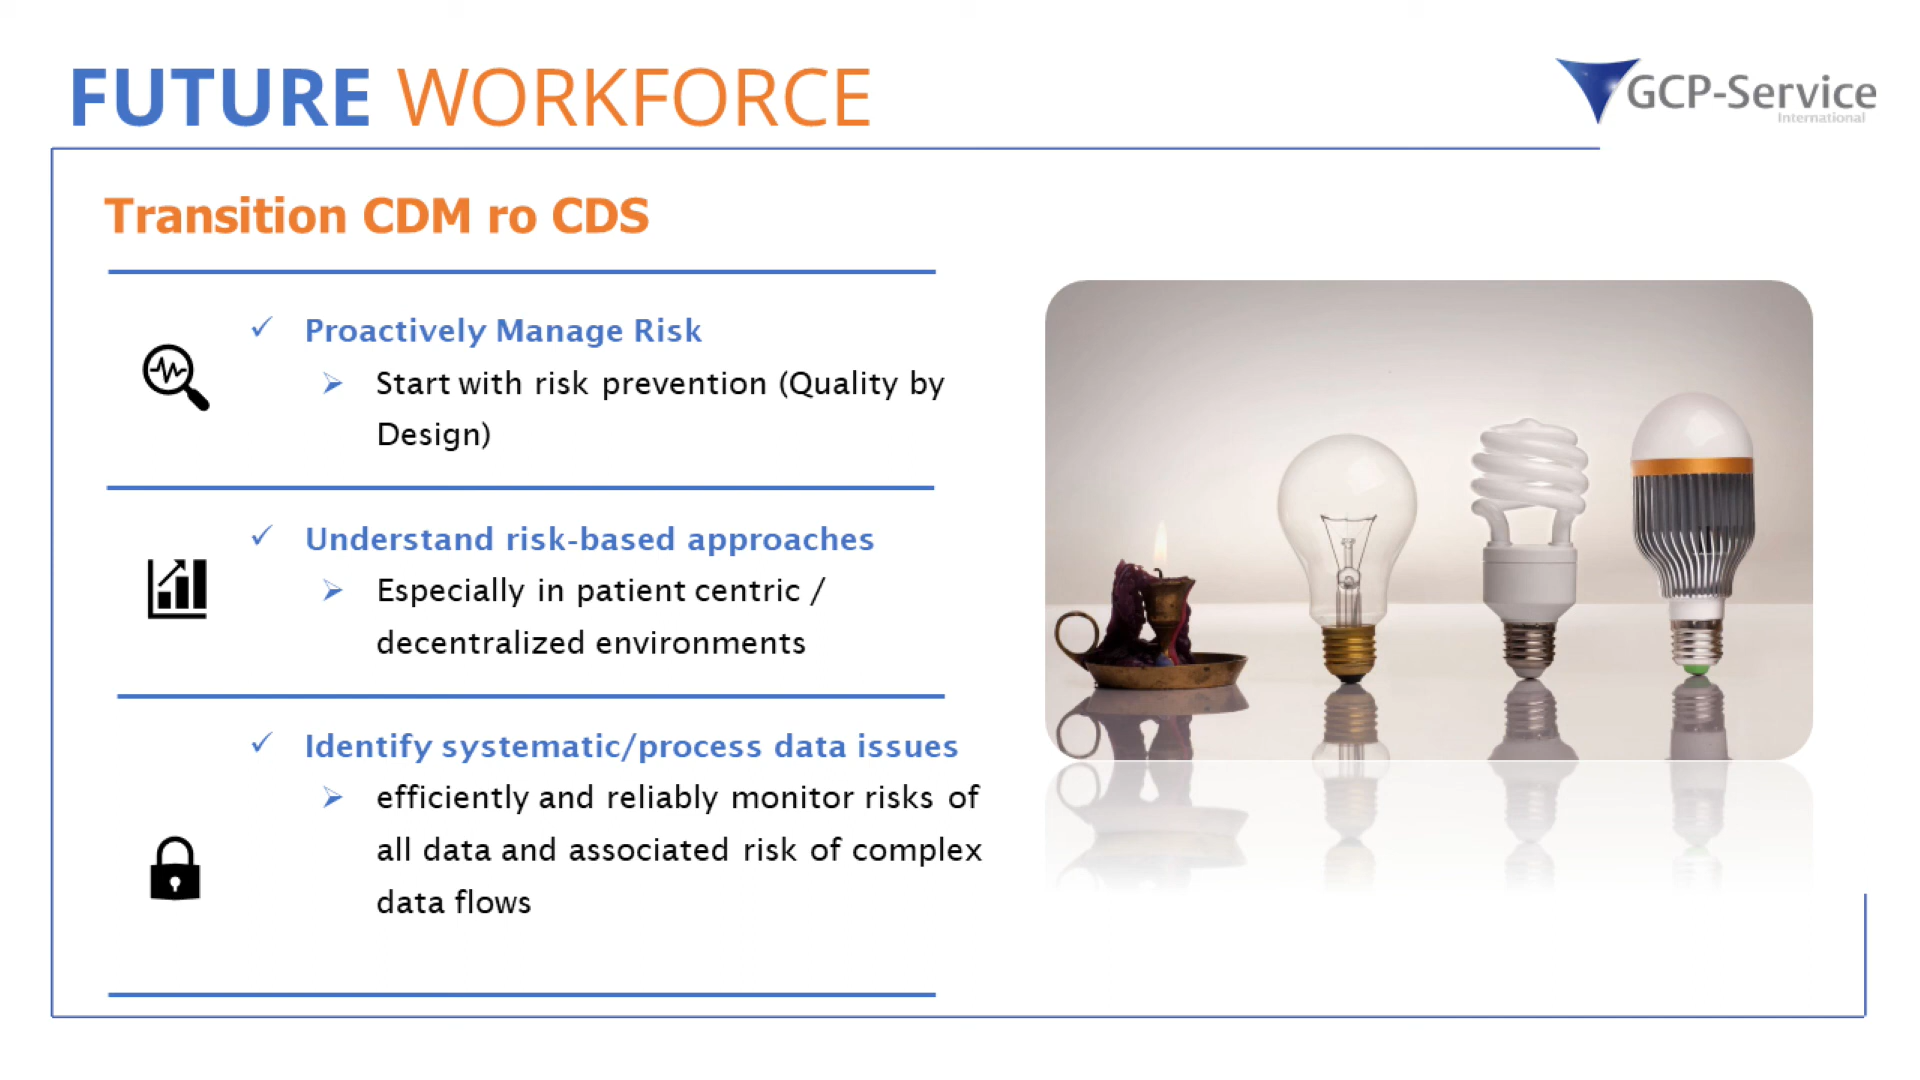 FUTURE WORKFORCE
GCP-Service
International
Transition CDM ro CDS
Proactively Manage Risk
Start with risk prevention (Quality by
Design)
Understand risk-based approaches
Especially in patient centric /
decentralized environments
Identify systematic/process data issues
efficiently and reliably monitor risks of
all data and associated risk of complex
data flows